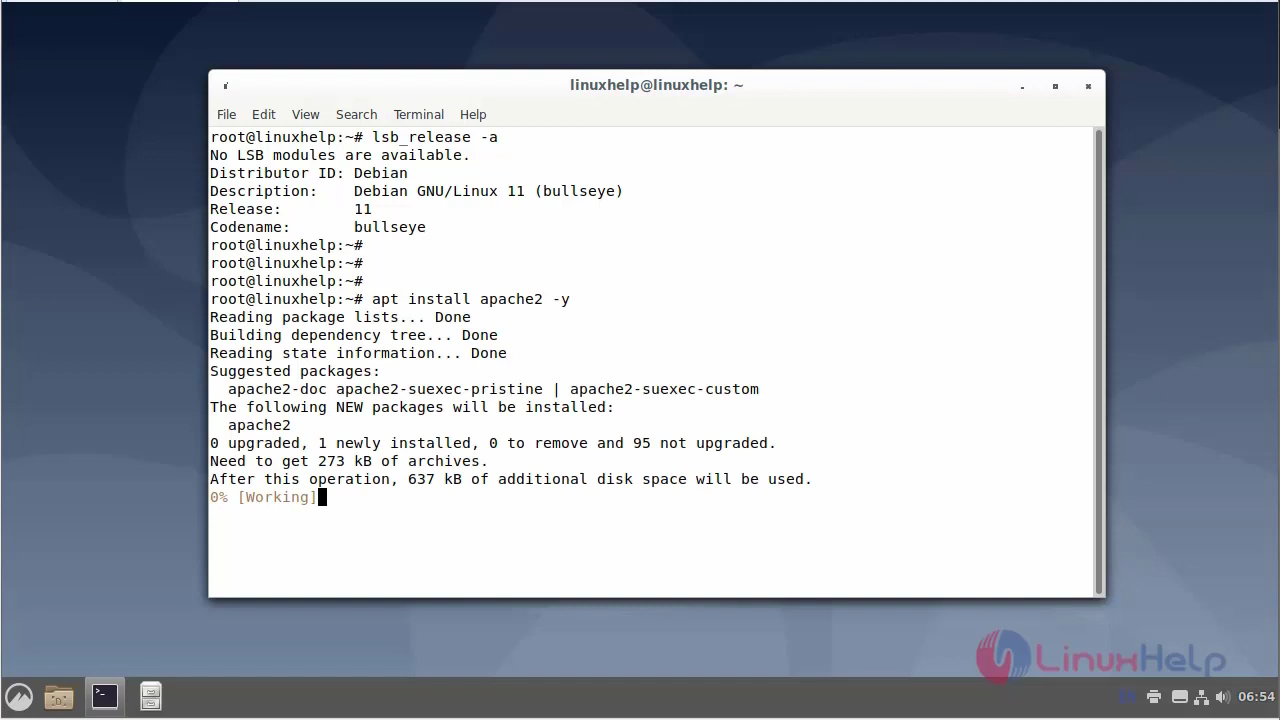 linuxhelp@linuxhelp: ~
File Edit View Search Terminal Help
root@linuxhelp:~# lsb_release -a
No LSB modules are available.
Distributor ID: Debian
Description:    Debian GNU/Linux 11 (bullseye)
Release:        11
Codename:       bullseye
root@linuxhelp:~#
root@linuxhelp:~#
root@linuxhelp:~#
root@linuxhelp:~# apt install apache2 -y
Reading package lists... Done
Building dependency tree... Done
Reading state information... Done
Suggested packages:
  apache2-doc apache2-suexec-pristine | apache2-suexec-custom
The following NEW packages will be installed:
  apache2
0 upgraded, 1 newly installed, 0 to remove and 95 not upgraded.
Need to get 273 kB of archives.
After this operation, 637 kB of additional disk space will be used.
0% [Working]
LinuxHelp
06:54